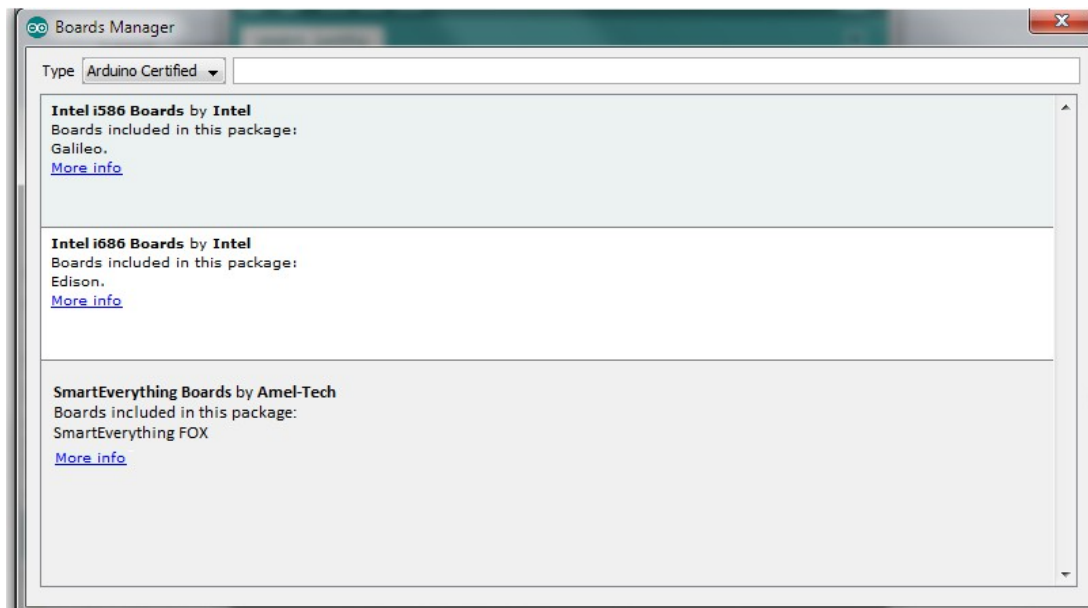 Boards Manager
Type Arduino Certified
Intel i586 Boards by Intel
Boards included in this package:
Galileo.
More info
Intel i686 Boards by Intel
Boards included in this package:
Edison.
More info
SmartEverything Boards by Amel-Tech
Boards included in this package:
SmartEverything FOX
More info